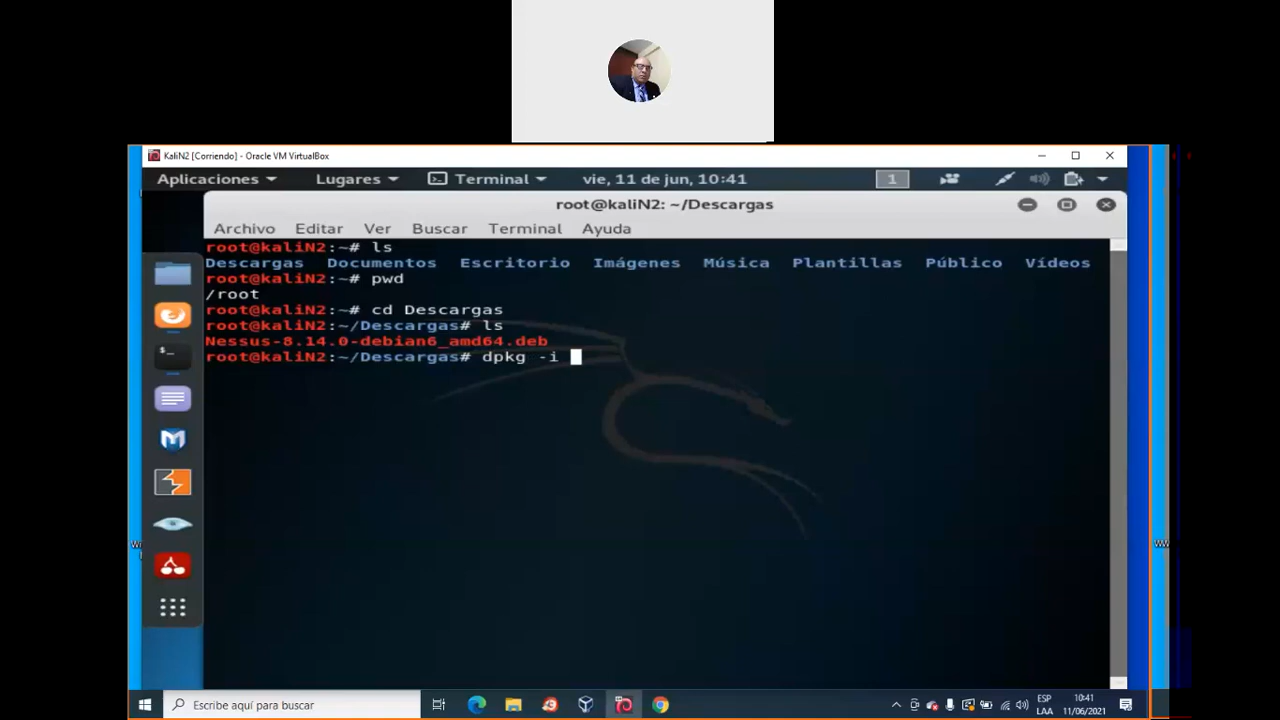 KaliN2 [Corriendo] - Oracle VM VirtualBox
Aplicaciones Lugares Terminal vie, 11 de jun, 10:41 1
root@kaliN2: ~/Descargas
Archivo Editar Ver Buscar Terminal Ayuda
root@kaliN2:~# ls
Descargas Documentos Escritorio Imágenes Música Plantillas Público Vídeos
root@kaliN2:~# pwd
/root
root@kaliN2:~# cd Descargas
root@kaliN2:~/Descargas# ls
Nessus-8.14.0-debian6_amd64.deb
root@kaliN2:~/Descargas# dpkg -i
Escribe aquí para buscar
ESP
LAA
10:41
11/06/2021